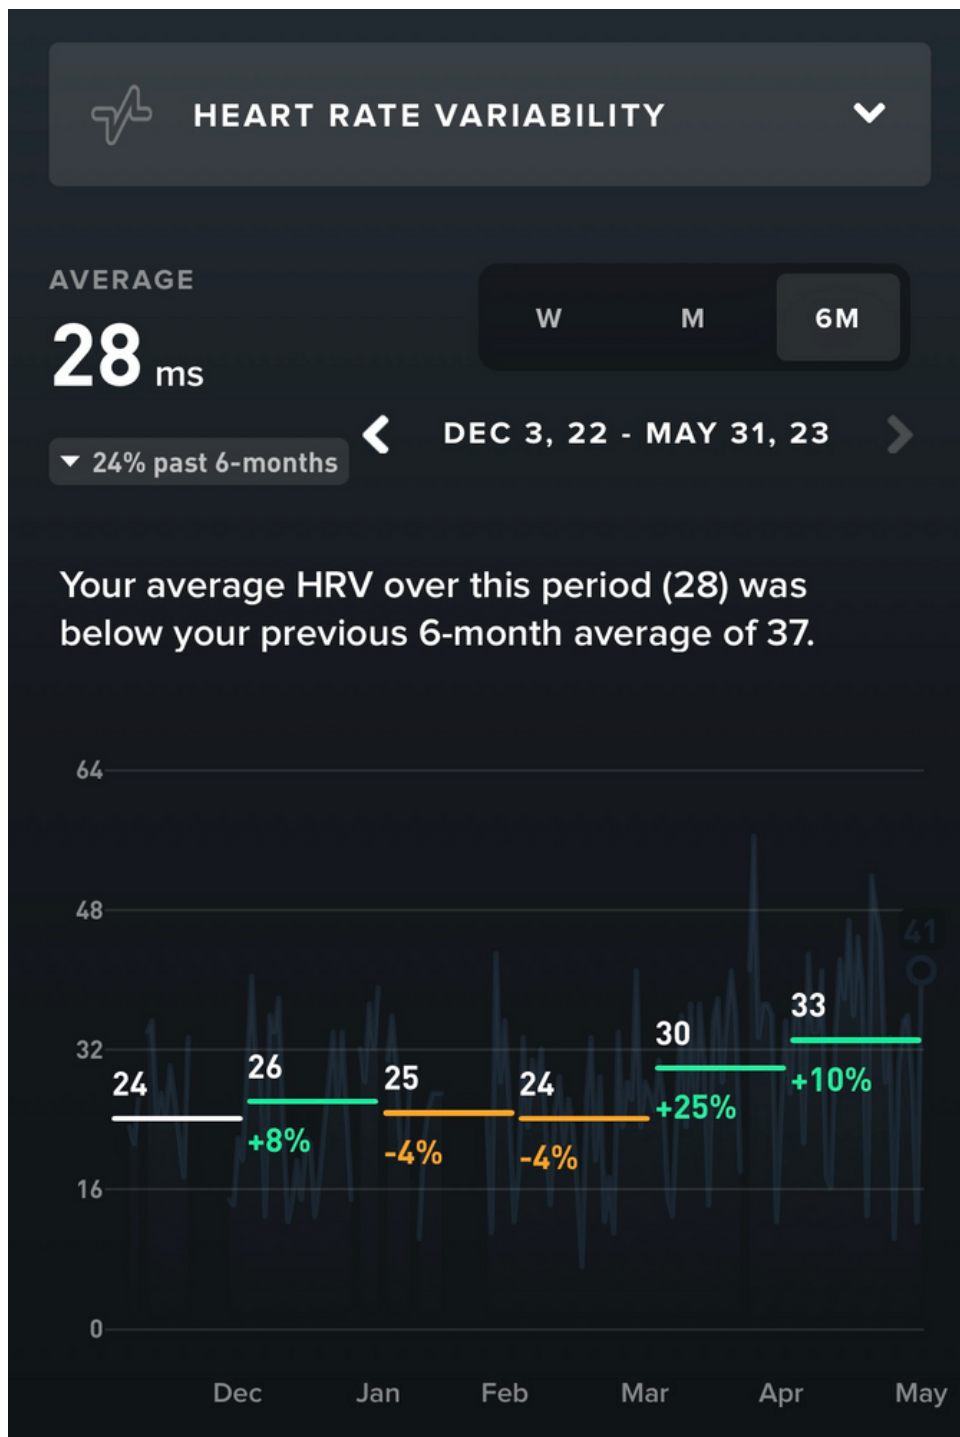 HEART RATE VARIABILITY
AVERAGE
28 ms
W M 6M
DEC 3, 22 - MAY 31, 23
24% past 6-months
Your average HRV over this period (28) was
below your previous 6-month average of 37.
64
48
41
33
30
32
26
25
24
24
+10%
+25%
+8%
-4%
-4%
16
0
Dec Jan Feb Mar Apr May